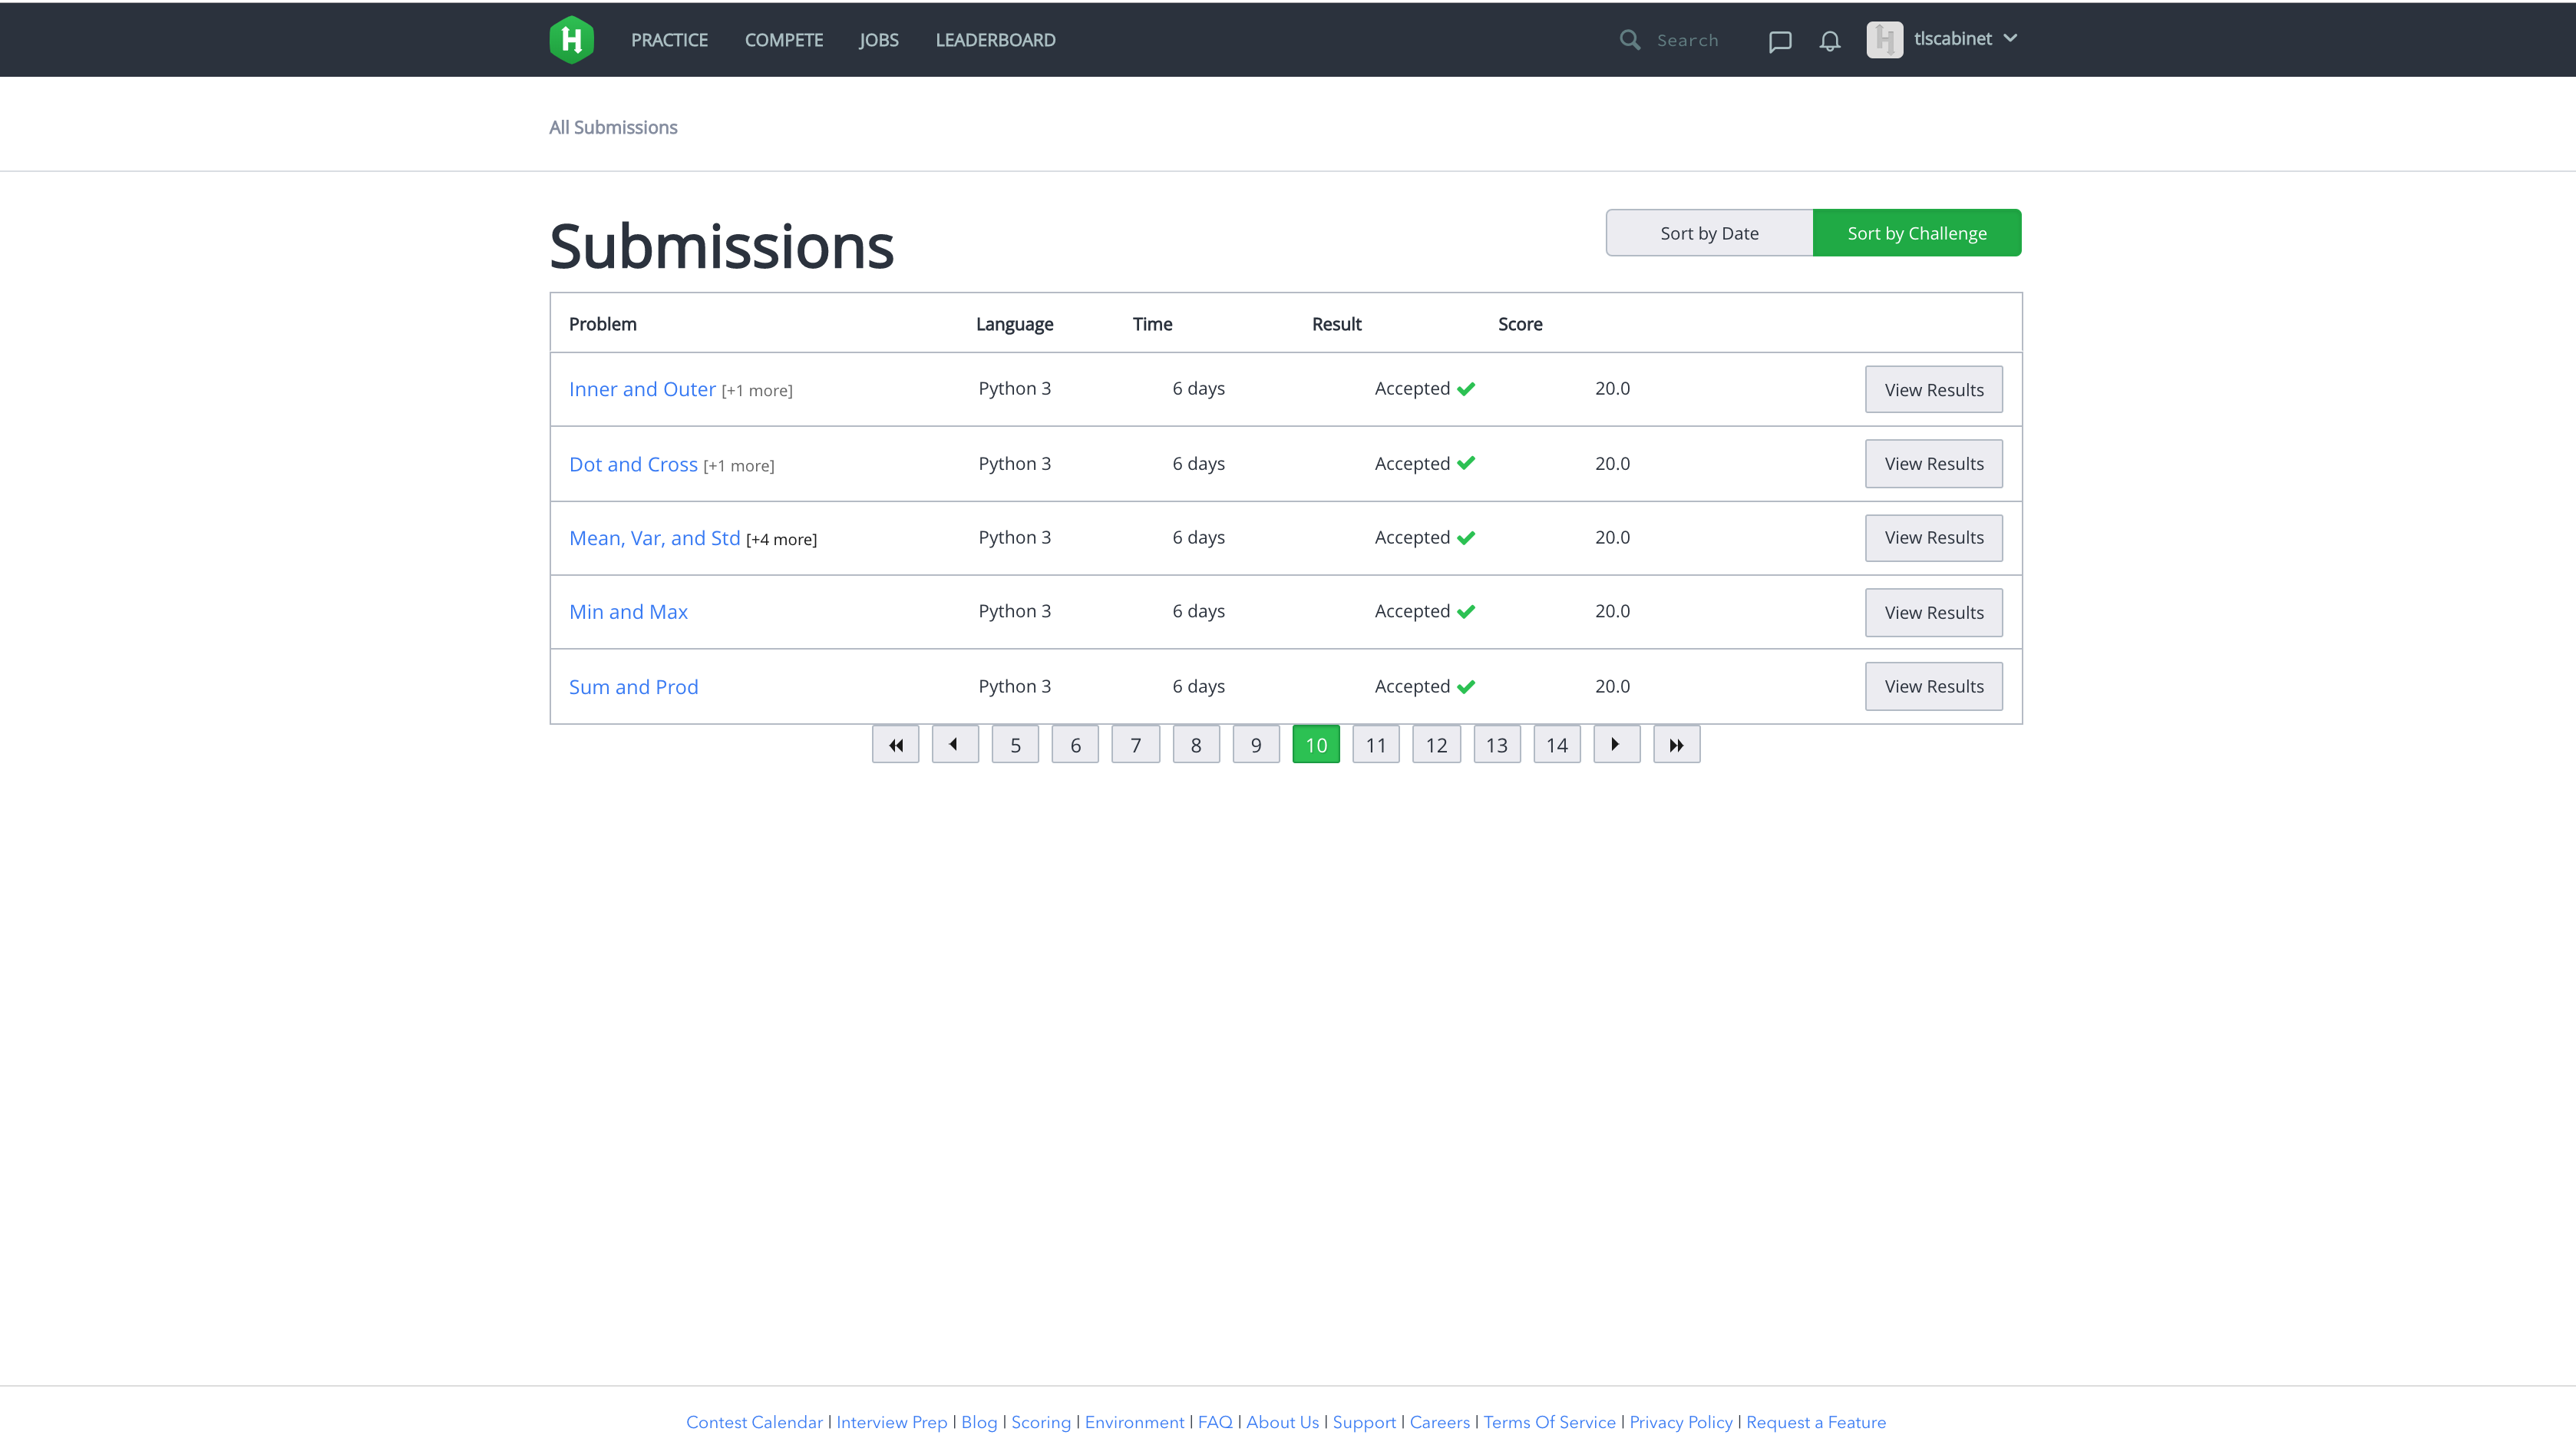 PRACTICE COMPETE JOBS LEADERBOARD Search tlscabinet
All Submissions
Submissions
Sort by Date Sort by Challenge
Problem Language Time Result Score
Inner and Outer [+1 more] Python 3 6 days Accepted 20.0 View Results
Dot and Cross [+1 more] Python 3 6 days Accepted 20.0 View Results
Mean, Var, and Std [+4 more] Python 3 6 days Accepted 20.0 View Results
Min and Max Python 3 6 days Accepted 20.0 View Results
Sum and Prod Python 3 6 days Accepted 20.0 View Results
5 6 7 8 9 10 11 12 13 14
Contest Calendar | Interview Prep | Blog | Scoring | Environment | FAQ | About Us | Support | Careers | Terms Of Service | Privacy Policy | Request a Feature